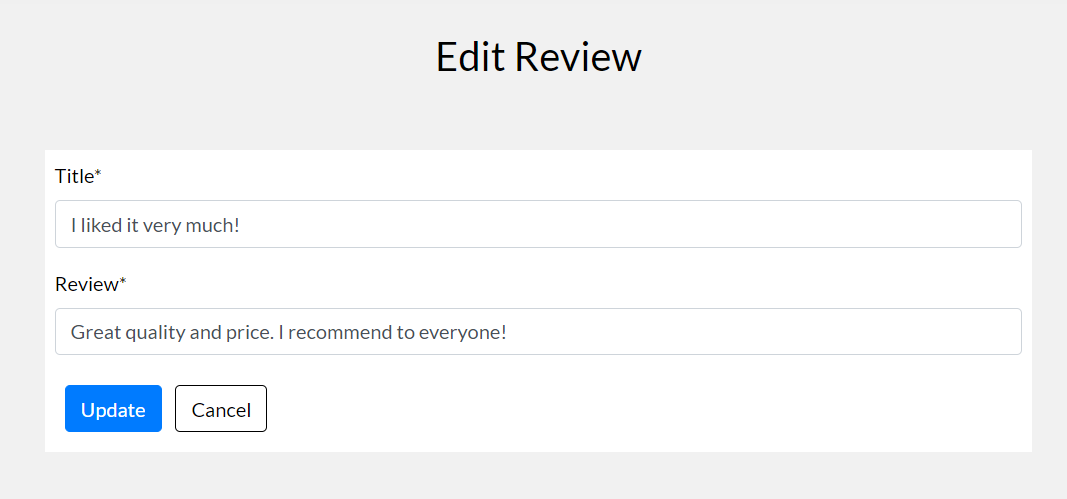 Edit Review
Title*
I liked it very much!
Review*
Great quality and price. I recommend to everyone!
Update Cancel